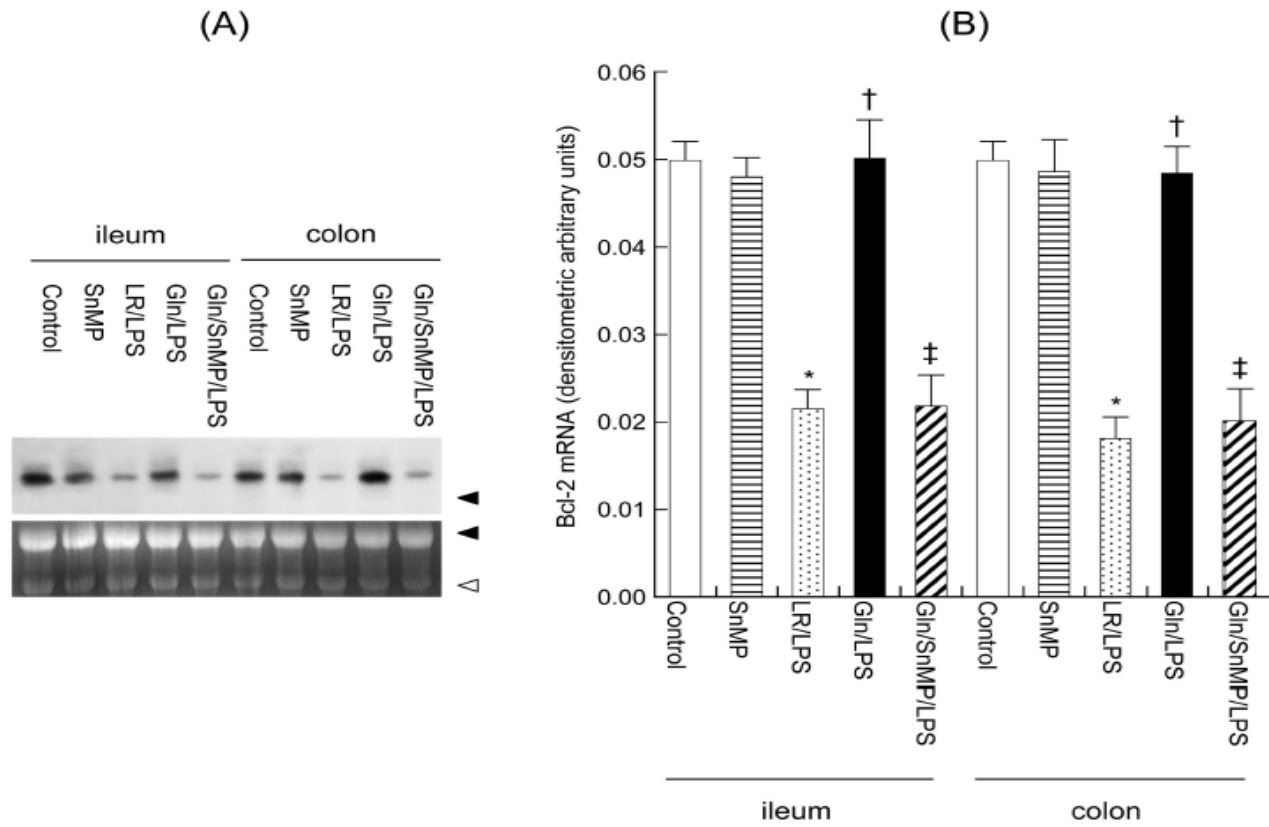 (A)
ileum colon
Control SnMP LR/LPS Gln/LPS Gln/SnMP/LPS Control SnMP LR/LPS Gln/LPS Gln/SnMP/LPS
(B)
Bcl-2 mRNA (densitometric arbitrary units)
0.06
0.05
0.04
0.03
0.02
0.01
0.00
† †
* ‡ * ‡
Control SnMP LR/LPS Gln/LPS Gln/SnMP/LPS Control SnMP LR/LPS Gln/LPS Gln/SnMP/LPS
ileum colon